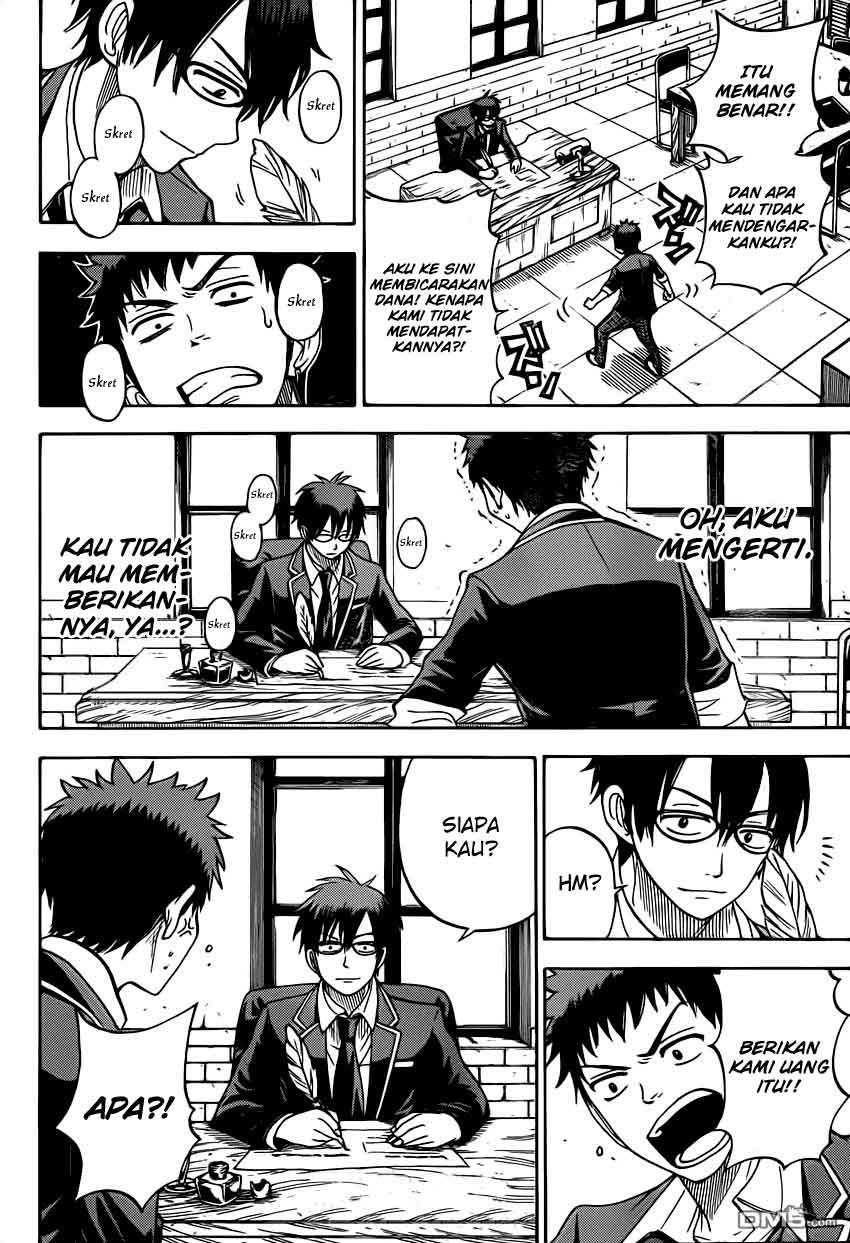 ITU
MEMANG
BENAR!!
DAN APA
KAU TIDAK
MENDENGAR-
KANKU?!
AKU KE SINI
MEMBICARAKAN
DANA! KENAPA
KAMI TIDAK
MENDAPAT-
KANNYA?!
Skret
Skret
Skret
Skret
Skret
OH, AKU
MENGERTI.
Skret
Skret
Skret
Skret
KAU TIDAK
MAU MEM-
BERIKAN-
NYA, YA...?
HM?
BERIKAN
KAMI UANG
ITU!!
SIAPA
KAU?
APA?!